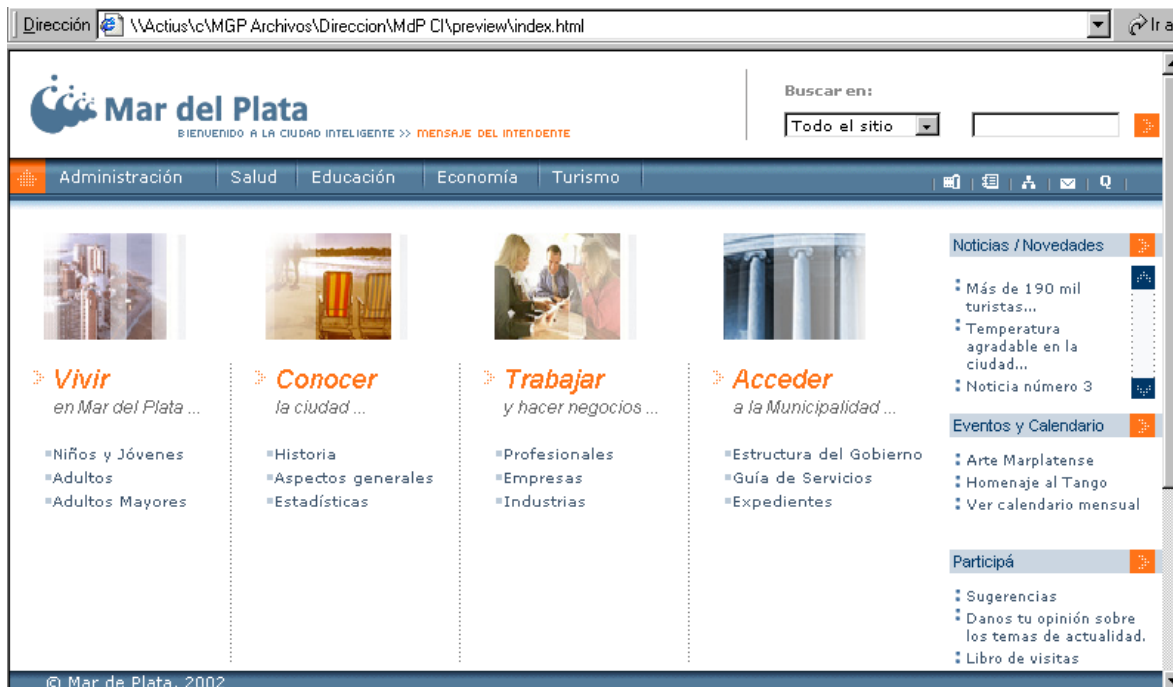 Dirección \\Actius\c\MGP Archivos\Direccion\MdP CI\preview\index.html Ir a
Buscar en:
Mar del Plata
Todo el sitio
BIENVENIDO A LA CIUDAD INTELIGENTE >> MENSAJE DEL INTENDENTE
Administración Salud Educación Economía Turismo
Q
Vivir
en Mar del Plata ...
Niños y Jóvenes
Adultos
Adultos Mayores
Conocer
la ciudad ...
Historia
Aspectos generales
Estadísticas
Trabajar
y hacer negocios ...
Profesionales
Empresas
Industrias
Acceder
a la Municipalidad ...
Estructura del Gobierno
Guía de Servicios
Expedientes
Noticias / Novedades
Más de 190 mil
turistas...
Temperatura
agradable en la
ciudad...
Noticia número 3
Eventos y Calendario
Arte Marplatense
Homenaje al Tango
Ver calendario mensual
Participá
Sugerencias
Danos tu opinión sobre
los temas de actualidad.
Libro de visitas
© Mar de Plata, 2002